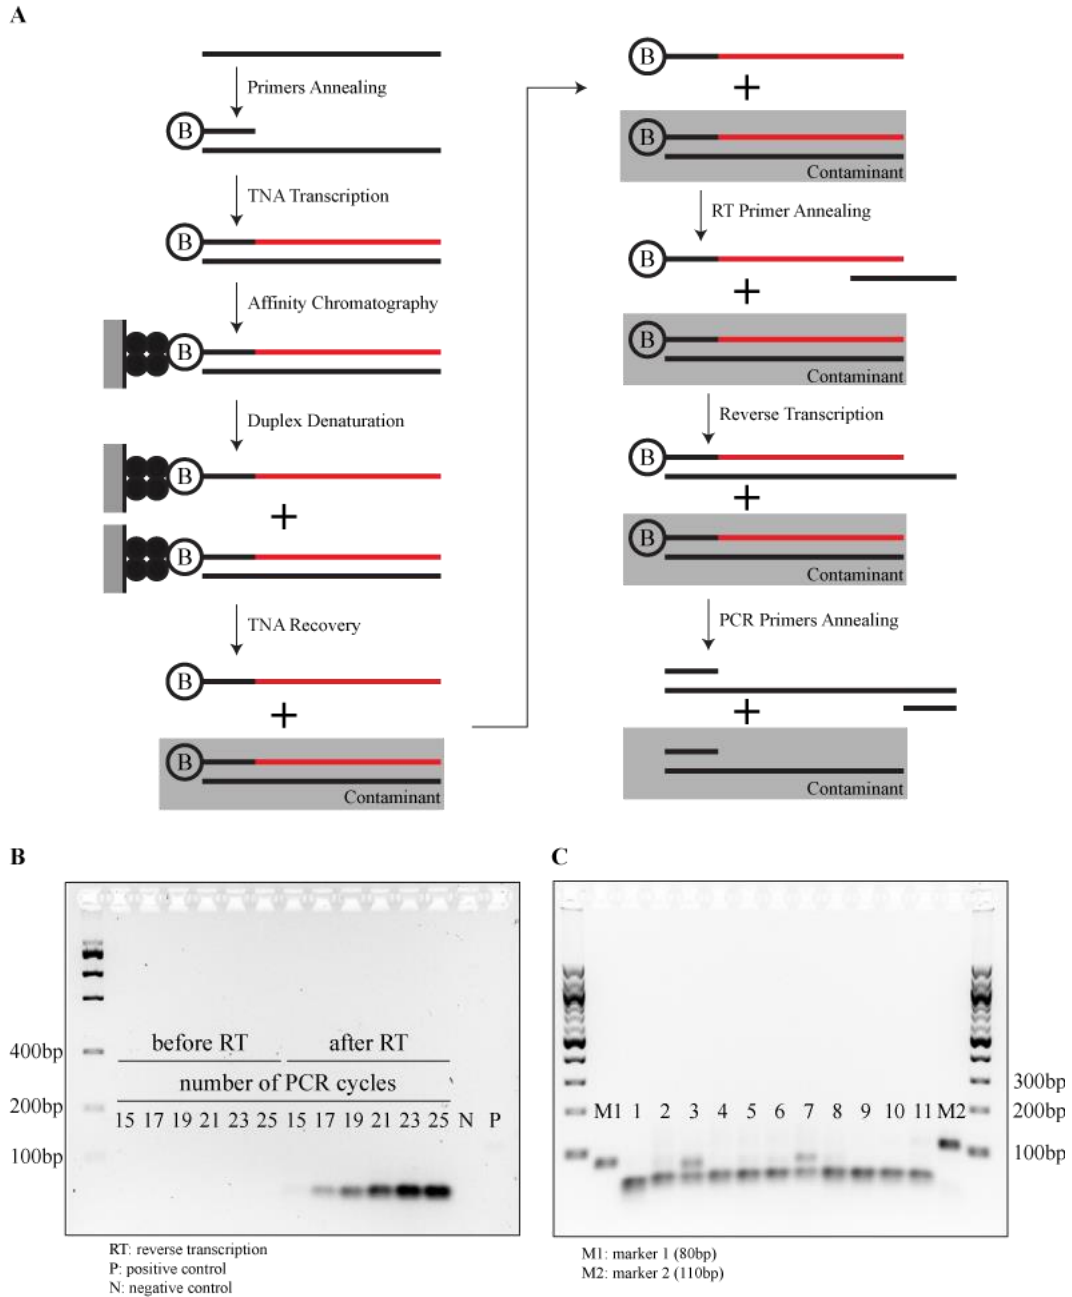 A
Primers Annealing
B
TNA Transcription
B
Affinity Chromatography
B
Duplex Denaturation
B
B
TNA Recovery
B
B
Contaminant
B
B
Contaminant
RT Primer Annealing
B
B
Contaminant
Reverse Transcription
B
B
Contaminant
PCR Primers Annealing
Contaminant
B
before RT after RT
400bp
number of PCR cycles
200bp
15 17 19 21 23 25 15 17 19 21 23 25 N P
100bp
RT: reverse transcription
P: positive control
N: negative control
C
300bp
M1 1 2 3 4 5 6 7 8 9 10 11 M2 200bp
100bp
M1: marker 1 (80bp)
M2: marker 2 (110bp)